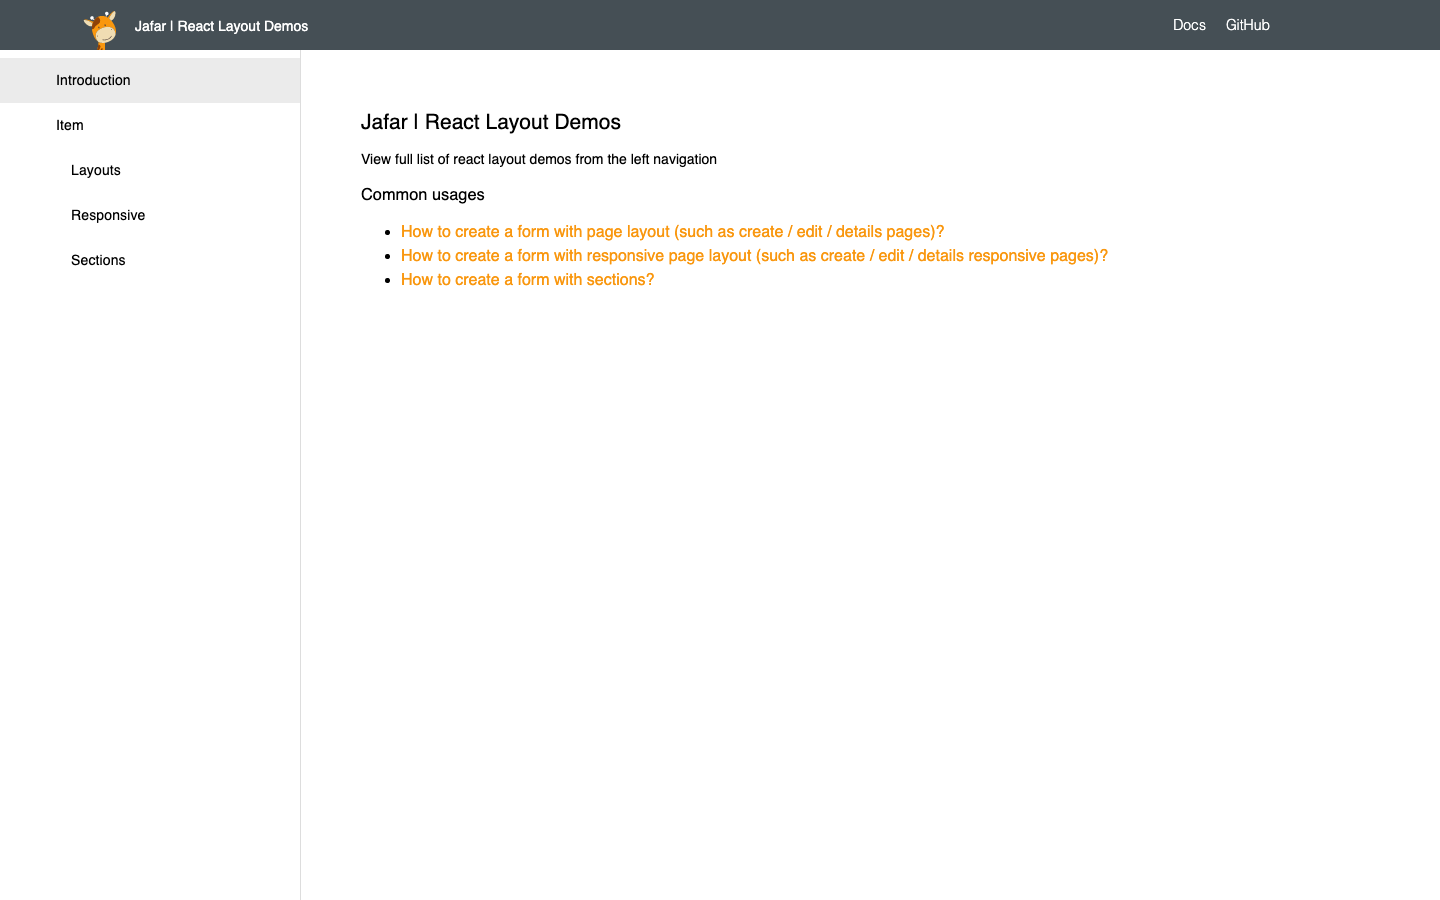 Jafar | React Layout Demos
Docs
GitHub
Introduction
Item
Layouts
Responsive
Sections
Jafar | React Layout Demos
View full list of react layout demos from the left navigation
Common usages
How to create a form with page layout (such as create / edit / details pages)?
How to create a form with responsive page layout (such as create / edit / details responsive pages)?
How to create a form with sections?